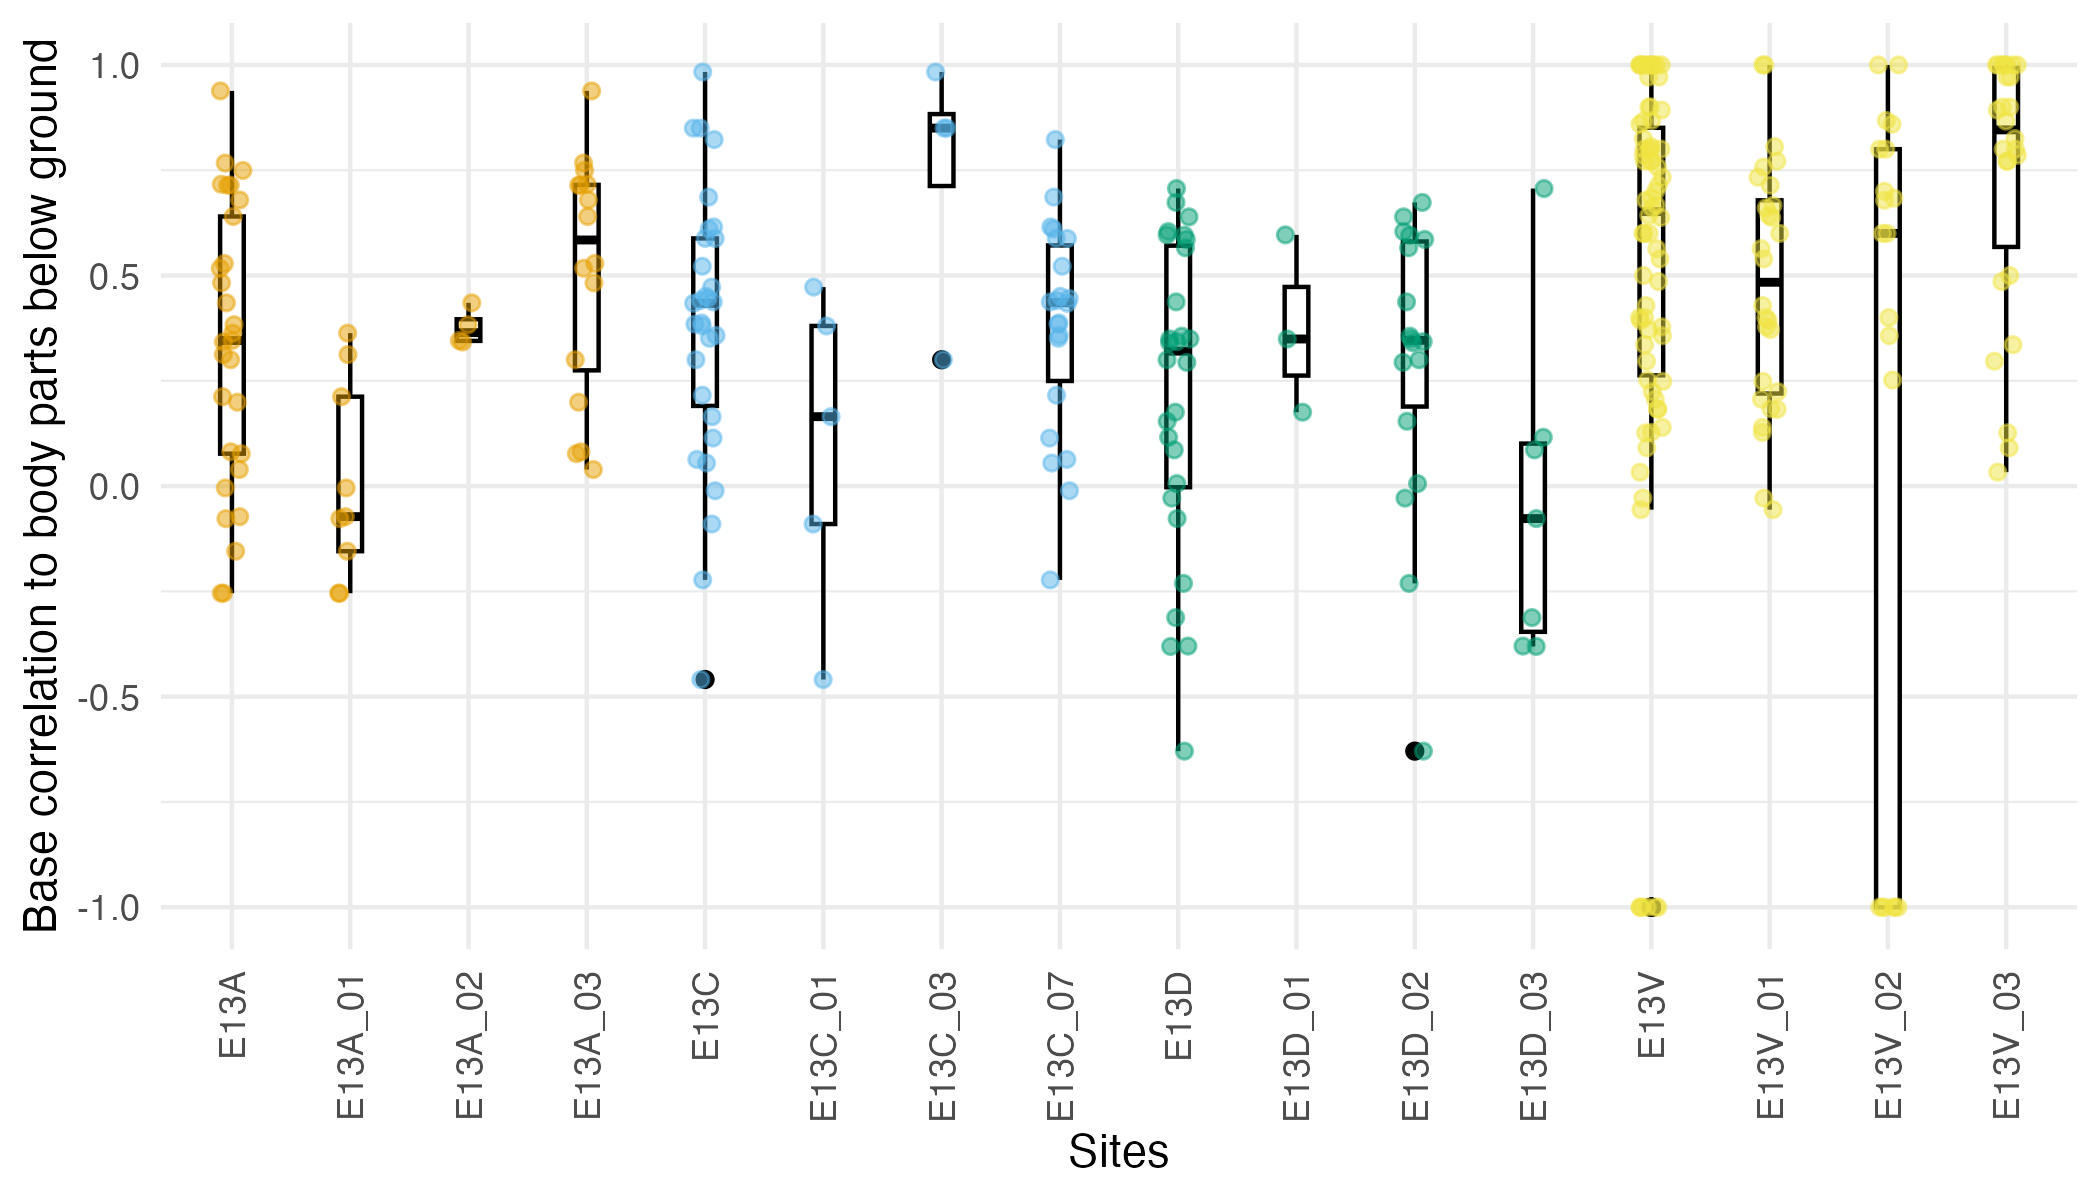 Base correlation to body parts below ground
1.0
0.5
0.0
-0.5
-1.0
E13A
E13A_01
E13A_02
E13A_03
E13C
E13C_01
E13C_03
E13C_07
E13D
E13D_01
E13D_02
E13D_03
E13V
E13V_01
E13V_02
E13V_03
Sites